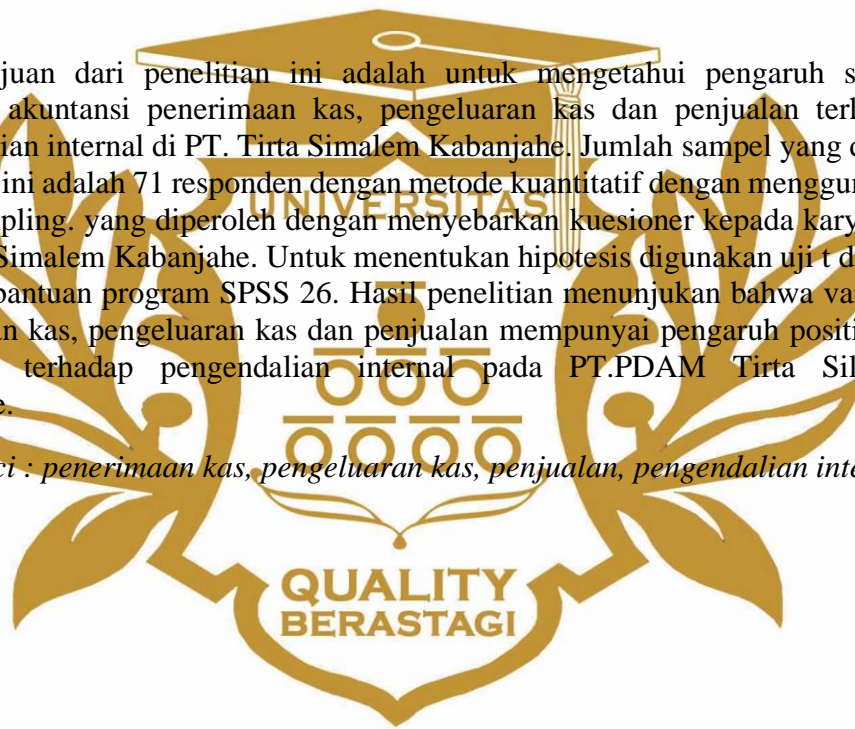 juan dari penelitian ini adalah untuk mengetahui pengaruh s
akuntansi penerimaan kas, pengeluaran kas dan penjualan terh
ian internal di PT. Tirta Simalem Kabanjahe. Jumlah sampel yang d
ini adalah 71 responden dengan metode kuantitatif dengan menggu
pling. yang diperoleh dengan menyebarkan kuesioner kepada kary
Simalem Kabanjahe. Untuk menentukan hipotesis digunakan uji t d
bantuan program SPSS 26. Hasil penelitian menunjukan bahwa va
n kas, pengeluaran kas dan penjualan mempunyai pengaruh positi
terhadap pengendalian internal pada PT.PDAM Tirta Sil
e.
ci : penerimaan kas, pengeluaran kas, penjualan, pengendalian inte
UNIVERSITAS
QUALITY
BERASTAGI